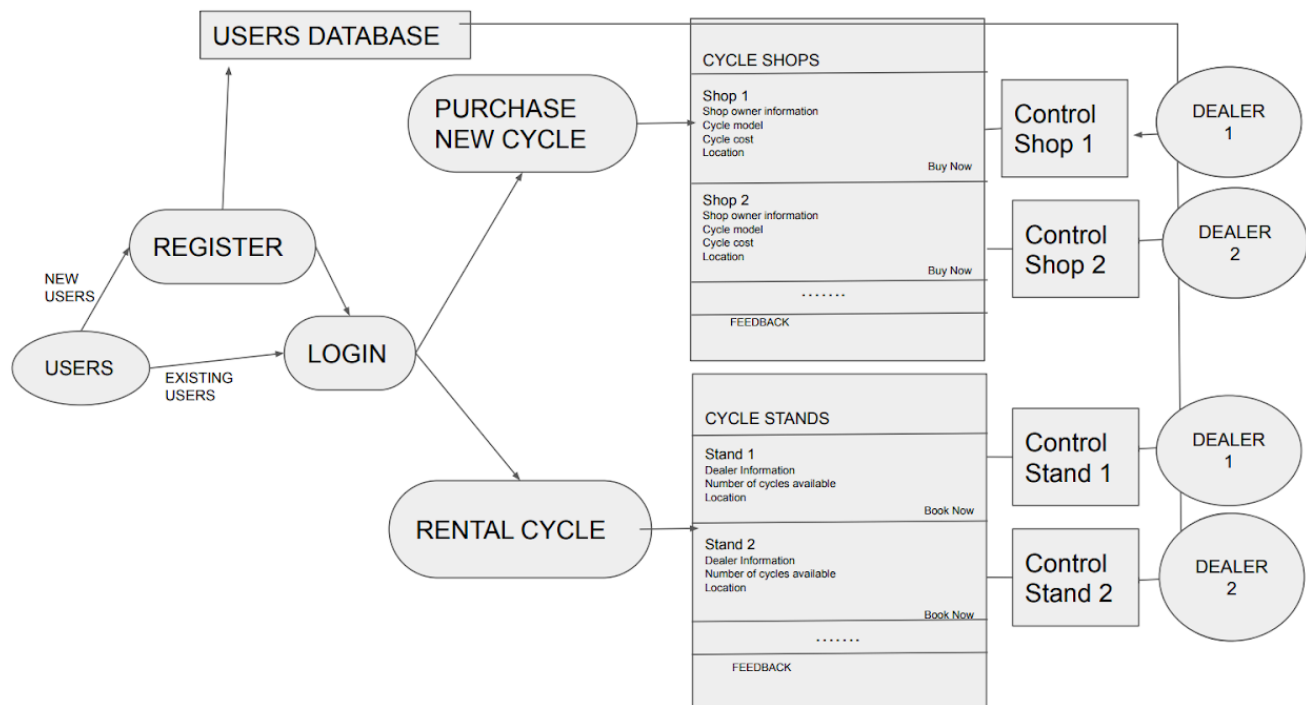 USERS DATABASE
PURCHASE
NEW CYCLE
REGISTER
NEW
USERS
USERS
EXISTING
USERS
LOGIN
RENTAL CYCLE
CYCLE SHOPS
Shop 1
Shop owner information
Cycle model
Cycle cost
Location
Buy Now
Shop 2
Shop owner information
Cycle model
Cycle cost
Location
Buy Now
.......
FEEDBACK
Control
Shop 1
DEALER
1
Control
Shop 2
DEALER
2
CYCLE STANDS
Stand 1
Dealer Information
Number of cycles available
Location
Book Now
Stand 2
Dealer Information
Number of cycles available
Location
Book Now
.......
FEEDBACK
Control
Stand 1
DEALER
1
Control
Stand 2
DEALER
2